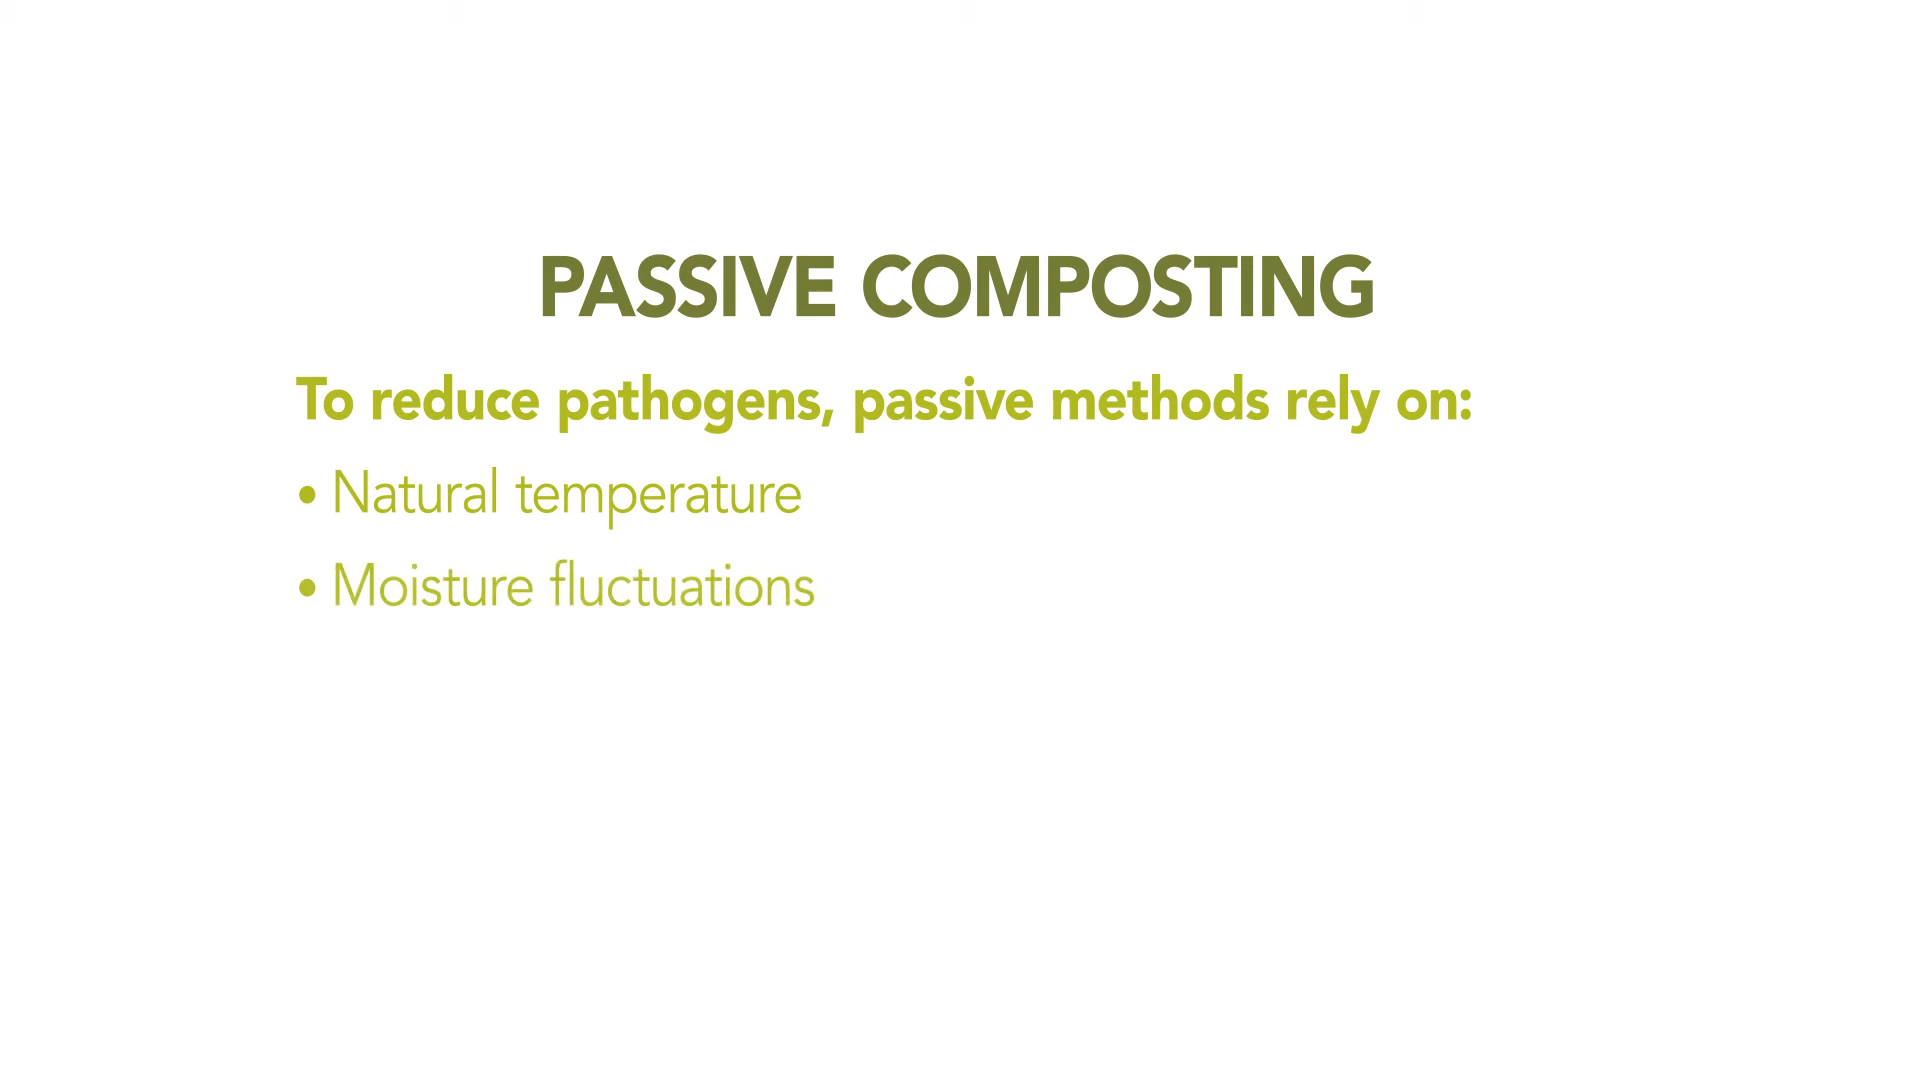 PASSIVE COMPOSTING
To reduce pathogens, passive methods rely on:
• Natural temperature
• Moisture fluctuations